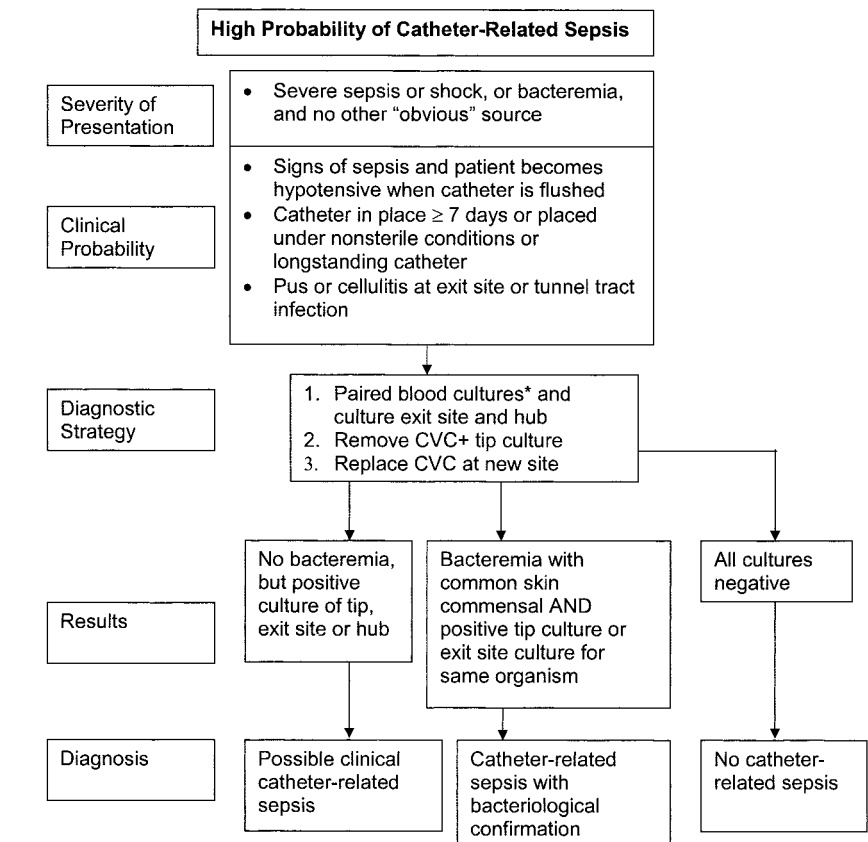 High Probability of Catheter-Related Sepsis
Severity of
Presentation
• Severe sepsis or shock, or bacteremia,
and no other “obvious” source
Clinical
Probability
• Signs of sepsis and patient becomes
hypotensive when catheter is flushed
• Catheter in place ≥ 7 days or placed
under nonsterile conditions or
longstanding catheter
• Pus or cellulitis at exit site or tunnel tract
infection
Diagnostic
Strategy
1. Paired blood cultures* and
culture exit site and hub
2. Remove CVC+ tip culture
3. Replace CVC at new site
Results
No bacteremia,
but positive
culture of tip,
exit site or hub
Bacteremia with
common skin
commensal AND
positive tip culture or
exit site culture for
same organism
All cultures
negative
Diagnosis
Possible clinical
catheter-related
sepsis
Catheter-related
sepsis with
bacteriological
confirmation
No catheter-
related sepsis